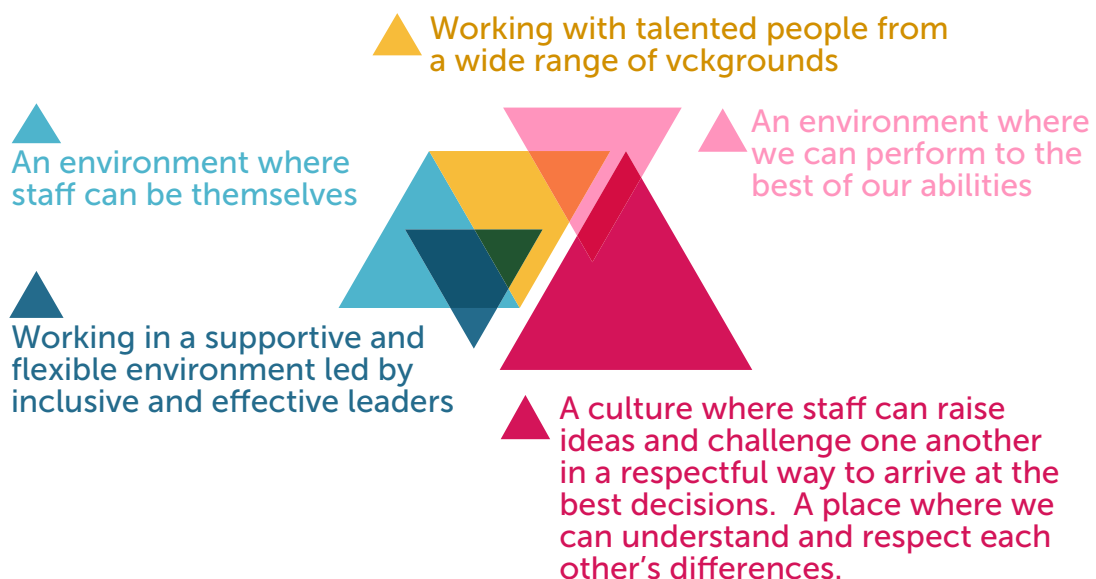 Working with talented people from
a wide range of vckgrounds
An environment where
staff can be themselves
An environment where
we can perform to the
best of our abilities
Working in a supportive and
flexible environment led by
inclusive and effective leaders
A culture where staff can raise
ideas and challenge one another
in a respectful way to arrive at the
best decisions.  A place where we
can understand and respect each
other’s differences.